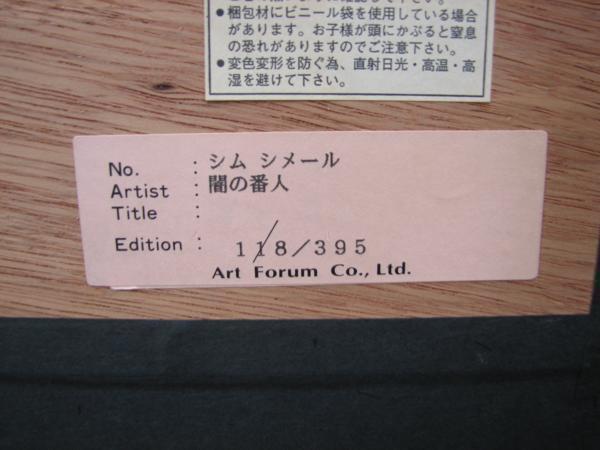 ●梱包材にビニール袋を使用している場合
があります。お子様が頭にかぶると窒息
の恐れがありますのでご注意下さい。
●変色変形を防ぐ為、直射日光・高温・高
湿を避けて下さい。
No. : シム シメール
Artist : 闇の番人
Title :
Edition : 118/395
Art Forum Co., Ltd.